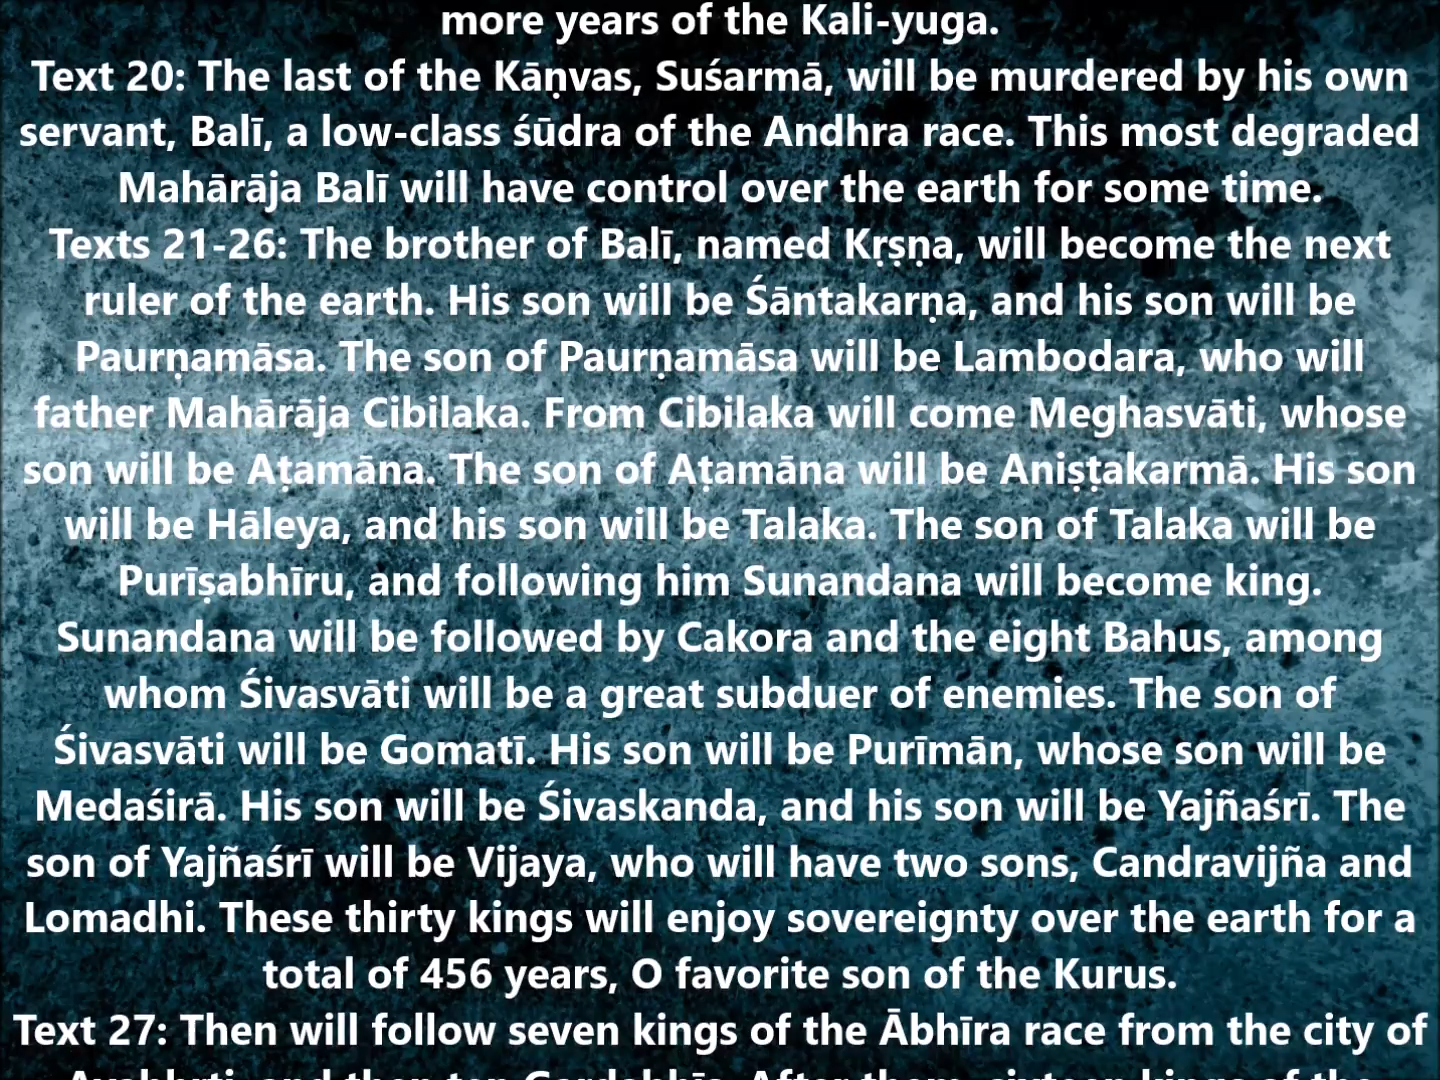 more years of the Kali-yuga.
Text 20: The last of the Kāṇvas, Suśarmā, will be murdered by his own
servant, Balī, a low-class śūdra of the Andhra race. This most degraded
Mahārāja Balī will have control over the earth for some time.
Texts 21-26: The brother of Balī, named Kṛṣṇa, will become the next
ruler of the earth. His son will be Śāntakarṇa, and his son will be
Paurṇamāsa. The son of Paurṇamāsa will be Lambodara, who will
father Mahārāja Cibilaka. From Cibilaka will come Meghasvāti, whose
son will be Aṭamāna. The son of Aṭamāna will be Aniṣṭakarmā. His son
will be Hāleya, and his son will be Talaka. The son of Talaka will be
Purīṣabhīru, and following him Sunandana will become king.
Sunandana will be followed by Cakora and the eight Bahus, among
whom Śivasvāti will be a great subduer of enemies. The son of
Śivasvāti will be Gomatī. His son will be Purīmān, whose son will be
Medaśirā. His son will be Śivaskanda, and his son will be Yajñaśrī. The
son of Yajñaśrī will be Vijaya, who will have two sons, Candravijña and
Lomadhi. These thirty kings will enjoy sovereignty over the earth for a
total of 456 years, O favorite son of the Kurus.
Text 27: Then will follow seven kings of the Ābhīra race from the city of
and then ten After them, sixteen kings of the